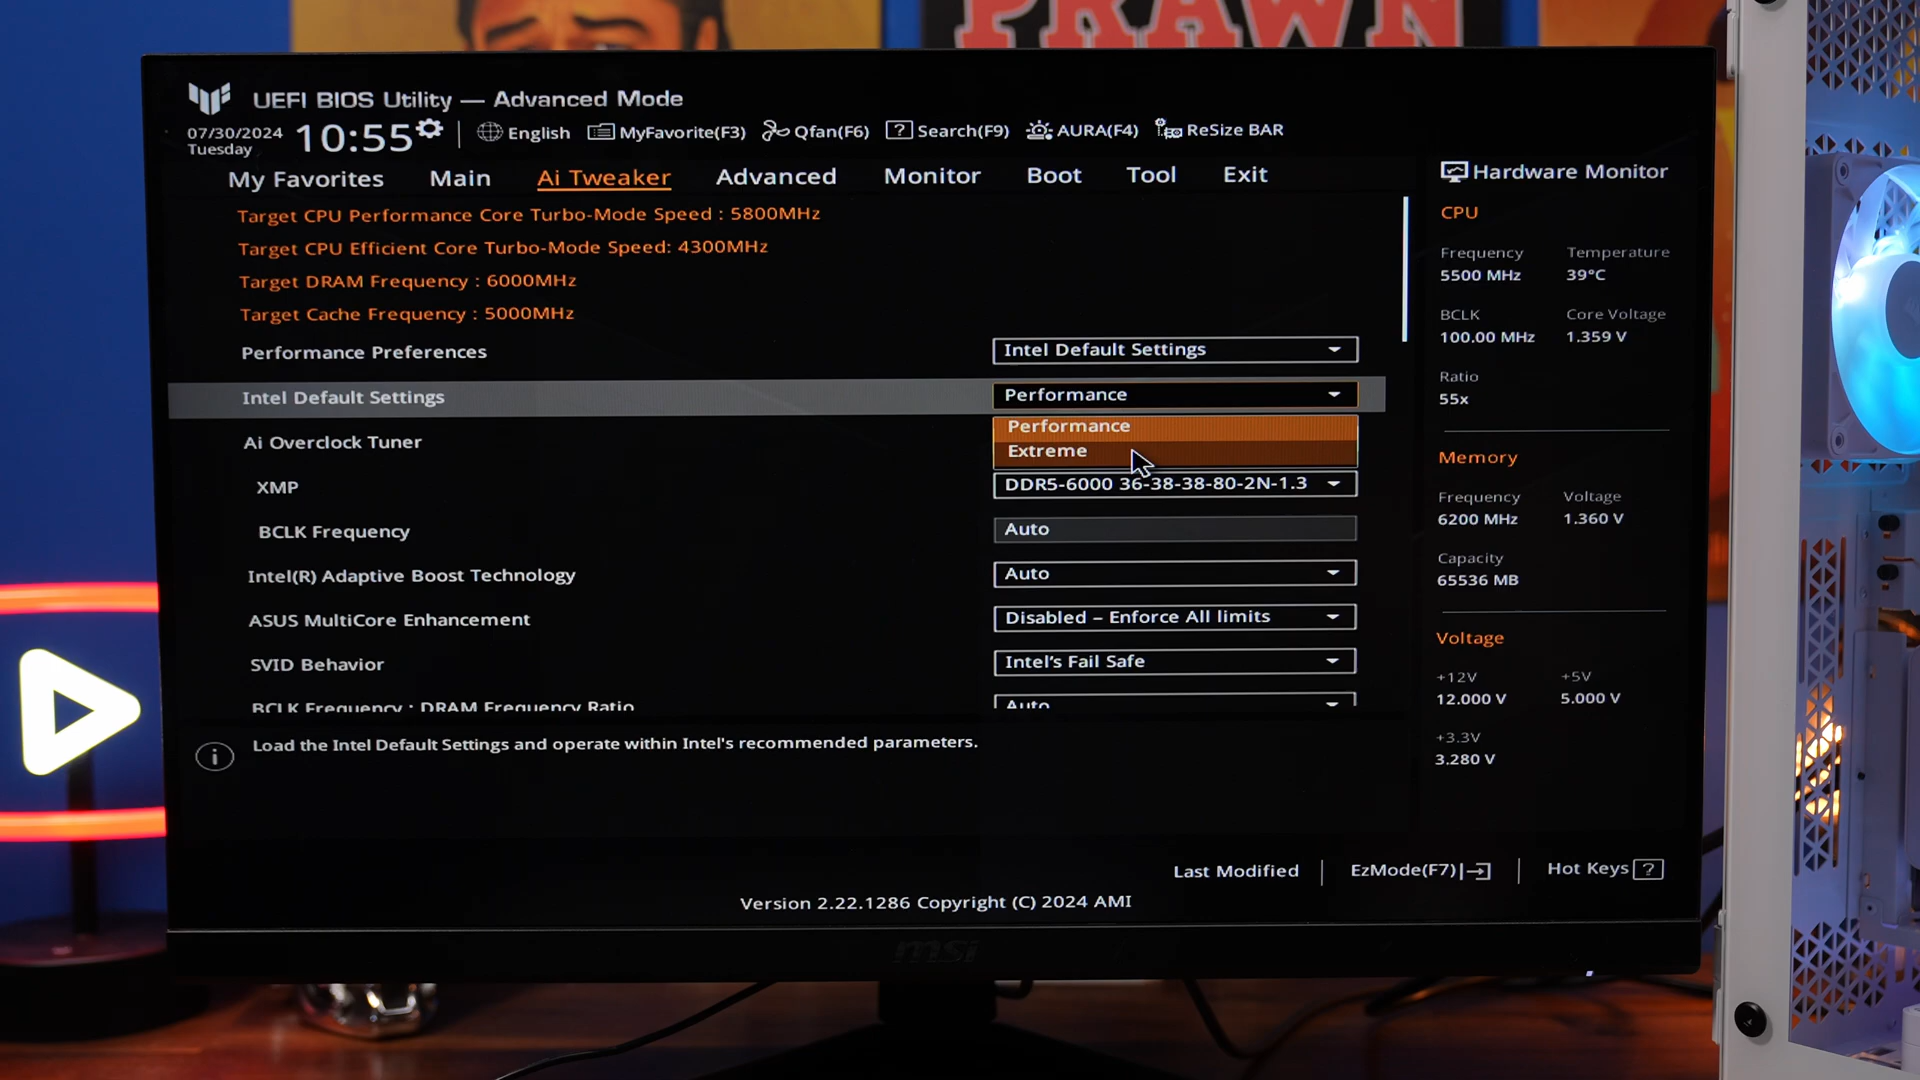 PRAWN
UEFI BIOS Utility — Advanced Mode
07/30/2024
Tuesday
10:55
English
MyFavorite(F3)
Qfan(F6)
Search(F9)
AURA(F4)
ReSize BAR
My Favorites
Main
Ai Tweaker
Advanced
Monitor
Boot
Tool
Exit
Target CPU Performance Core Turbo-Mode Speed : 5800MHz
Target CPU Efficient Core Turbo-Mode Speed: 4300MHz
Target DRAM Frequency : 6000MHz
Target Cache Frequency : 5000MHz
Performance Preferences
Intel Default Settings
Intel Default Settings
Performance
Performance
Extreme
Ai Overclock Tuner
XMP
DDR5-6000 36-38-38-80-2N-1.3
BCLK Frequency
Auto
Intel(R) Adaptive Boost Technology
Auto
ASUS MultiCore Enhancement
Disabled – Enforce All limits
SVID Behavior
Intel's Fail Safe
BCLK Frequency : DRAM Frequency Ratio
Auto
Load the Intel Default Settings and operate within Intel's recommended parameters.
Hardware Monitor
CPU
Frequency
Temperature
5500 MHz
39°C
BCLK
Core Voltage
100.00 MHz
1.359 V
Ratio
55x
Memory
Frequency
Voltage
6200 MHz
1.360 V
Capacity
65536 MB
Voltage
+12V
+5V
12.000 V
5.000 V
+3.3V
3.280 V
Last Modified
EzMode(F7)
Hot Keys ?
Version 2.22.1286 Copyright (C) 2024 AMI
msi